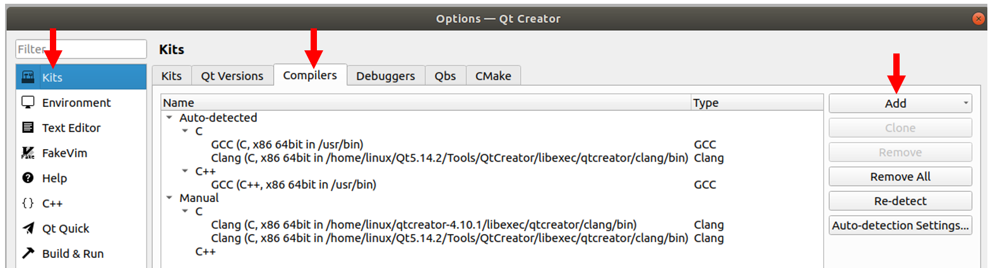 Options — Qt Creator
Filter
Kits
Kits
Environment
Text Editor
FakeVim
Help
C++
Qt Quick
Build & Run
Kits
Qt Versions
Compilers
Debuggers
Qbs
CMake
Name Type
Auto-detected
C
GCC (C, x86 64bit in /usr/bin) GCC
Clang (C, x86 64bit in /home/linux/Qt5.14.2/Tools/QtCreator/libexec/qtcreator/clang/bin) Clang
C++
GCC (C++, x86 64bit in /usr/bin) GCC
Manual
C
Clang (C, x86 64bit in /home/linux/qtcreator-4.10.1/libexec/qtcreator/clang/bin) Clang
Clang (C, x86 64bit in /home/linux/Qt5.14.2/Tools/QtCreator/libexec/qtcreator/clang/bin) Clang
C++
Add
Clone
Remove
Remove All
Re-detect
Auto-detection Settings...